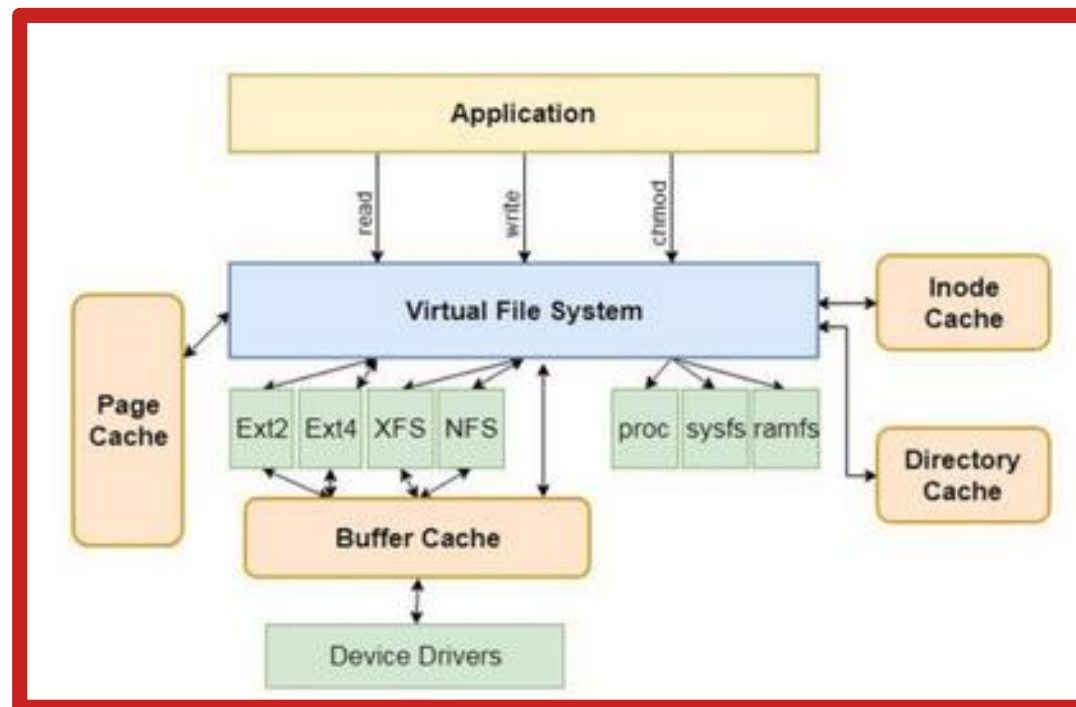 Application
read
write
chmod
Virtual File System
Inode
Cache
Page
Cache
Ext2 Ext4 XFS NFS
proc sysfs ramfs
Directory
Cache
Buffer Cache
Device Drivers